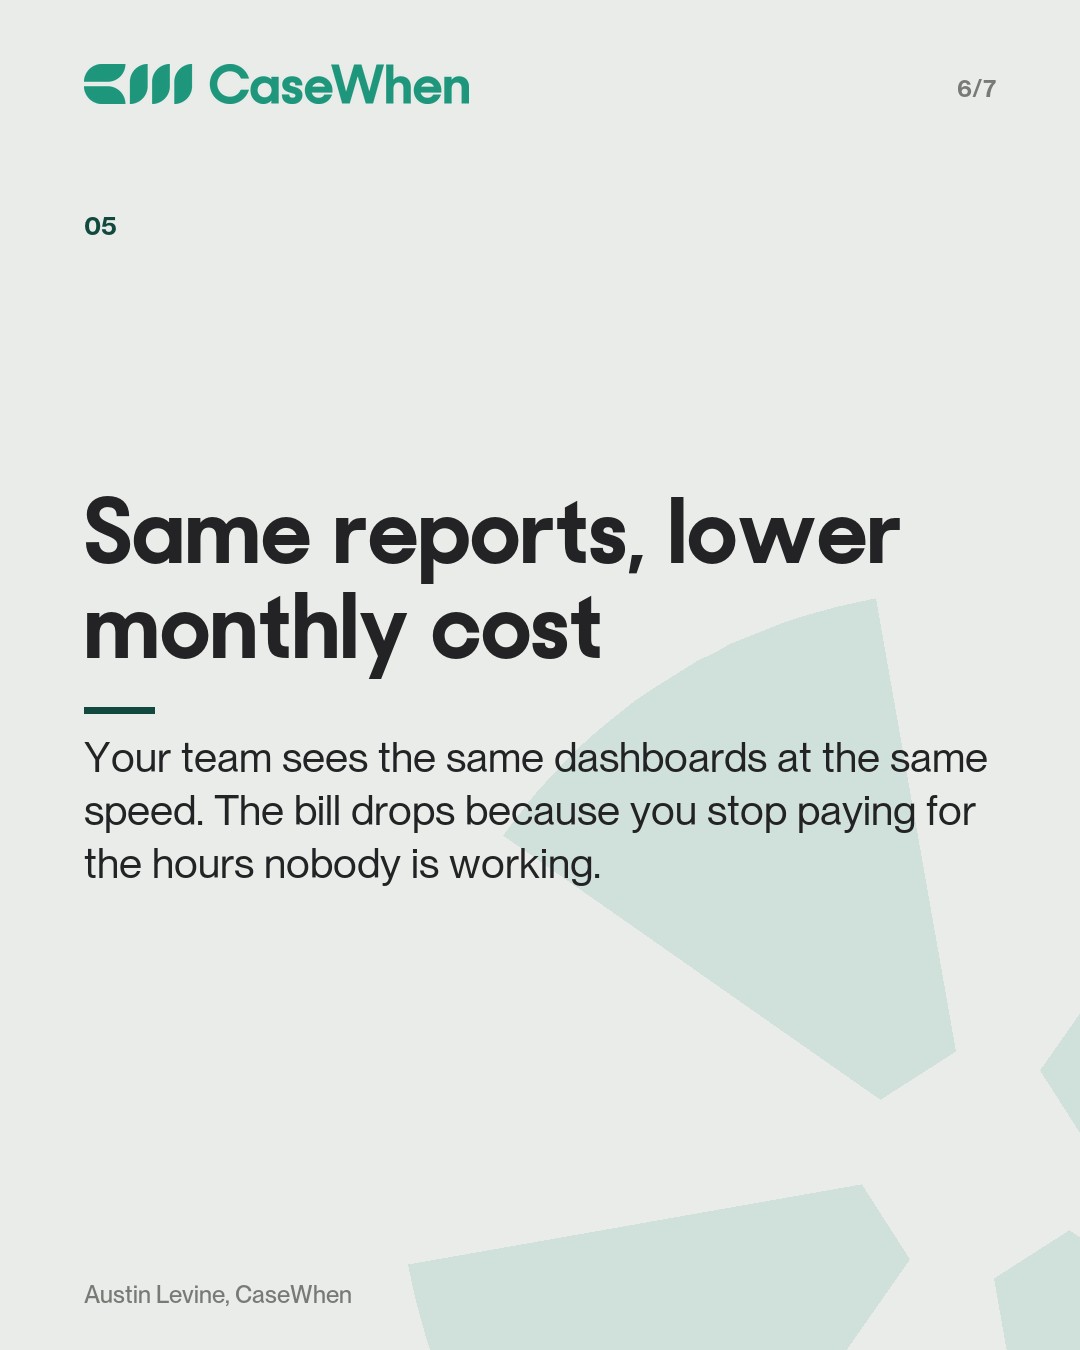 CaseWhen
6/7
05
Same reports, lower
monthly cost
Your team sees the same dashboards at the same
speed. The bill drops because you stop paying for
the hours nobody is working.
Austin Levine, CaseWhen